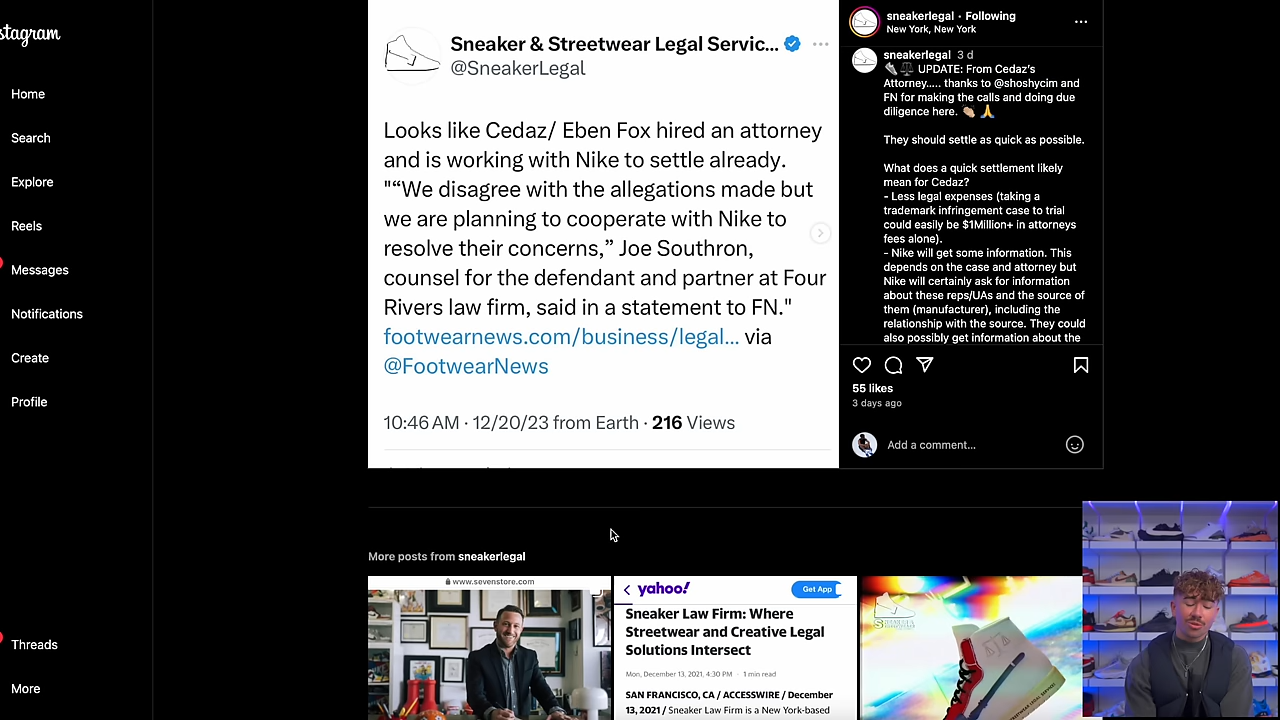 stagram
Home
Search
Explore
Reels
Messages
Notifications
Create
Profile
Threads
More
Sneaker & Streetwear Legal Servic...
@SneakerLegal
Looks like Cedaz/ Eben Fox hired an attorney
and is working with Nike to settle already.
"“We disagree with the allegations made but
we are planning to cooperate with Nike to
resolve their concerns,” Joe Southron,
counsel for the defendant and partner at Four
Rivers law firm, said in a statement to FN."
footwearnews.com/business/legal... via
@FootwearNews
10:46 AM · 12/20/23 from Earth · 216 Views
sneakerlegal · Following
New York, New York
sneakerlegal 3 d
UPDATE: From Cedaz's
Attorney..... thanks to @shoshycim and
FN for making the calls and doing due
diligence here. 👏🏼 🙏
They should settle as quick as possible.
What does a quick settlement likely
mean for Cedaz?
- Less legal expenses (taking a
trademark infringement case to trial
could easily be $1Million+ in attorneys
fees alone).
- Nike will get some information. This
depends on the case and attorney but
Nike will certainly ask for information
about these reps/UAs and the source of
them (manufacturer), including the
relationship with the source. They could
also possibly get information about the
55 likes
3 days ago
Add a comment...
More posts from sneakerlegal
www.sevenstore.com
yahoo!
Get App
Sneaker Law Firm: Where
Streetwear and Creative Legal
Solutions Intersect
Mon, December 13, 2021, 4:30 PM · 1 min read
SAN FRANCISCO, CA / ACCESSWIRE / December
13, 2021 / Sneaker Law Firm is a New York-based